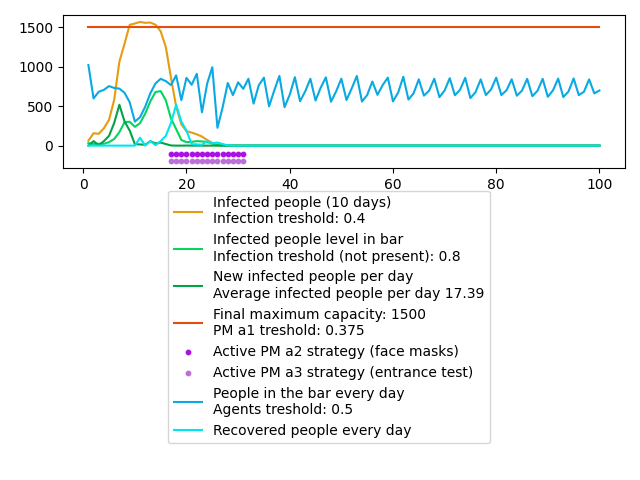 1500
1000
500
0
0
20
40
60
80
100
Infected people (10 days)
Infection treshold: 0.4
Infected people level in bar
Infection treshold (not present): 0.8
New infected people per day
Average infected people per day 17.39
Final maximum capacity: 1500
PM a1 treshold: 0.375
Active PM a2 strategy (face masks)
Active PM a3 strategy (entrance test)
People in the bar every day
Agents treshold: 0.5
Recovered people every day